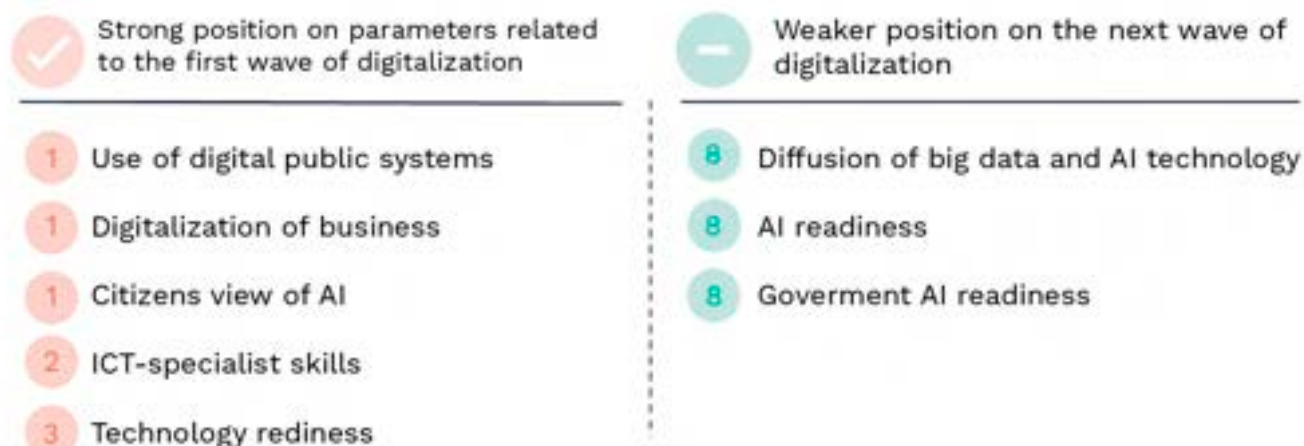 Strong position on parameters related
to the first wave of digitalization
1 Use of digital public systems
1 Digitalization of business
1 Citizens view of AI
2 ICT-specialist skills
3 Technology rediness
Weaker position on the next wave of
digitalization
8 Diffusion of big data and AI technology
8 AI readiness
8 Goverment AI readiness